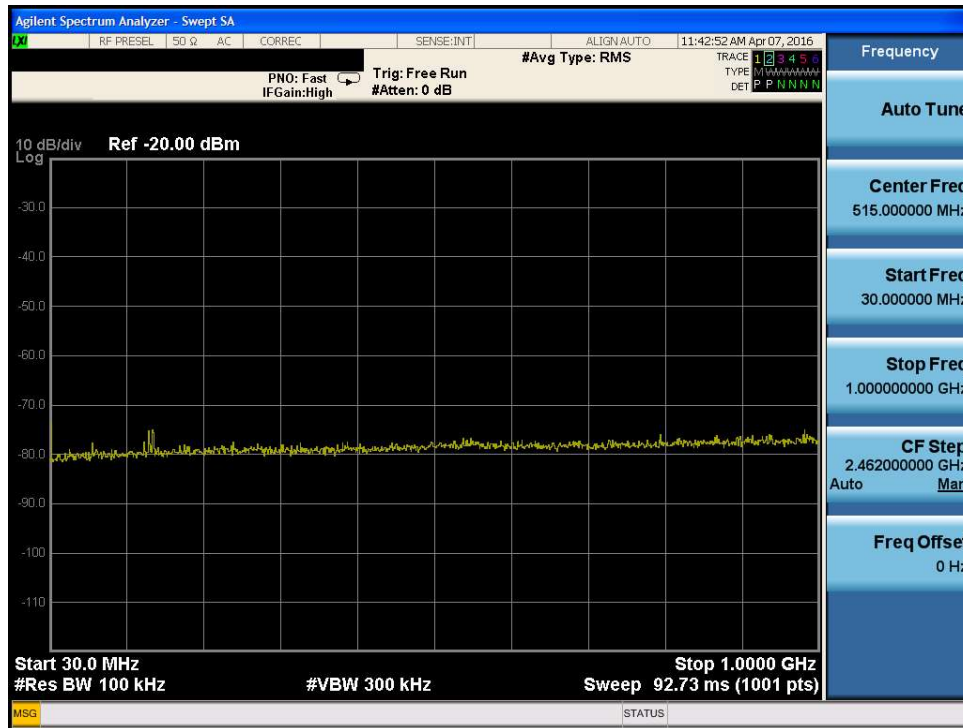 Agilent Spectrum Analyzer - Swept SA
LXI RF PRESEL 50 Ω AC CORREC SENSE:INT ALIGN AUTO 11:42:52 AM Apr 07, 2016
#Avg Type: RMS
TRACE 1 2 3 4 5 6
TYPE M W W W W W
DET P P N N N N
PNO: Fast
IFGain:High
Trig: Free Run
#Atten: 0 dB
10 dB/div
Log
Ref -20.00 dBm
-30.0
-40.0
-50.0
-60.0
-70.0
-80.0
-90.0
-100
-110
Start 30.0 MHz
Stop 1.0000 GHz
#Res BW 100 kHz
#VBW 300 kHz
Sweep 92.73 ms (1001 pts)
MSG
STATUS
Frequency
Auto Tune
Center Freq
515.000000 MHz
Start Freq
30.000000 MHz
Stop Freq
1.000000000 GHz
CF Step
2.462000000 GHz
Auto Man
Freq Offset
0 Hz